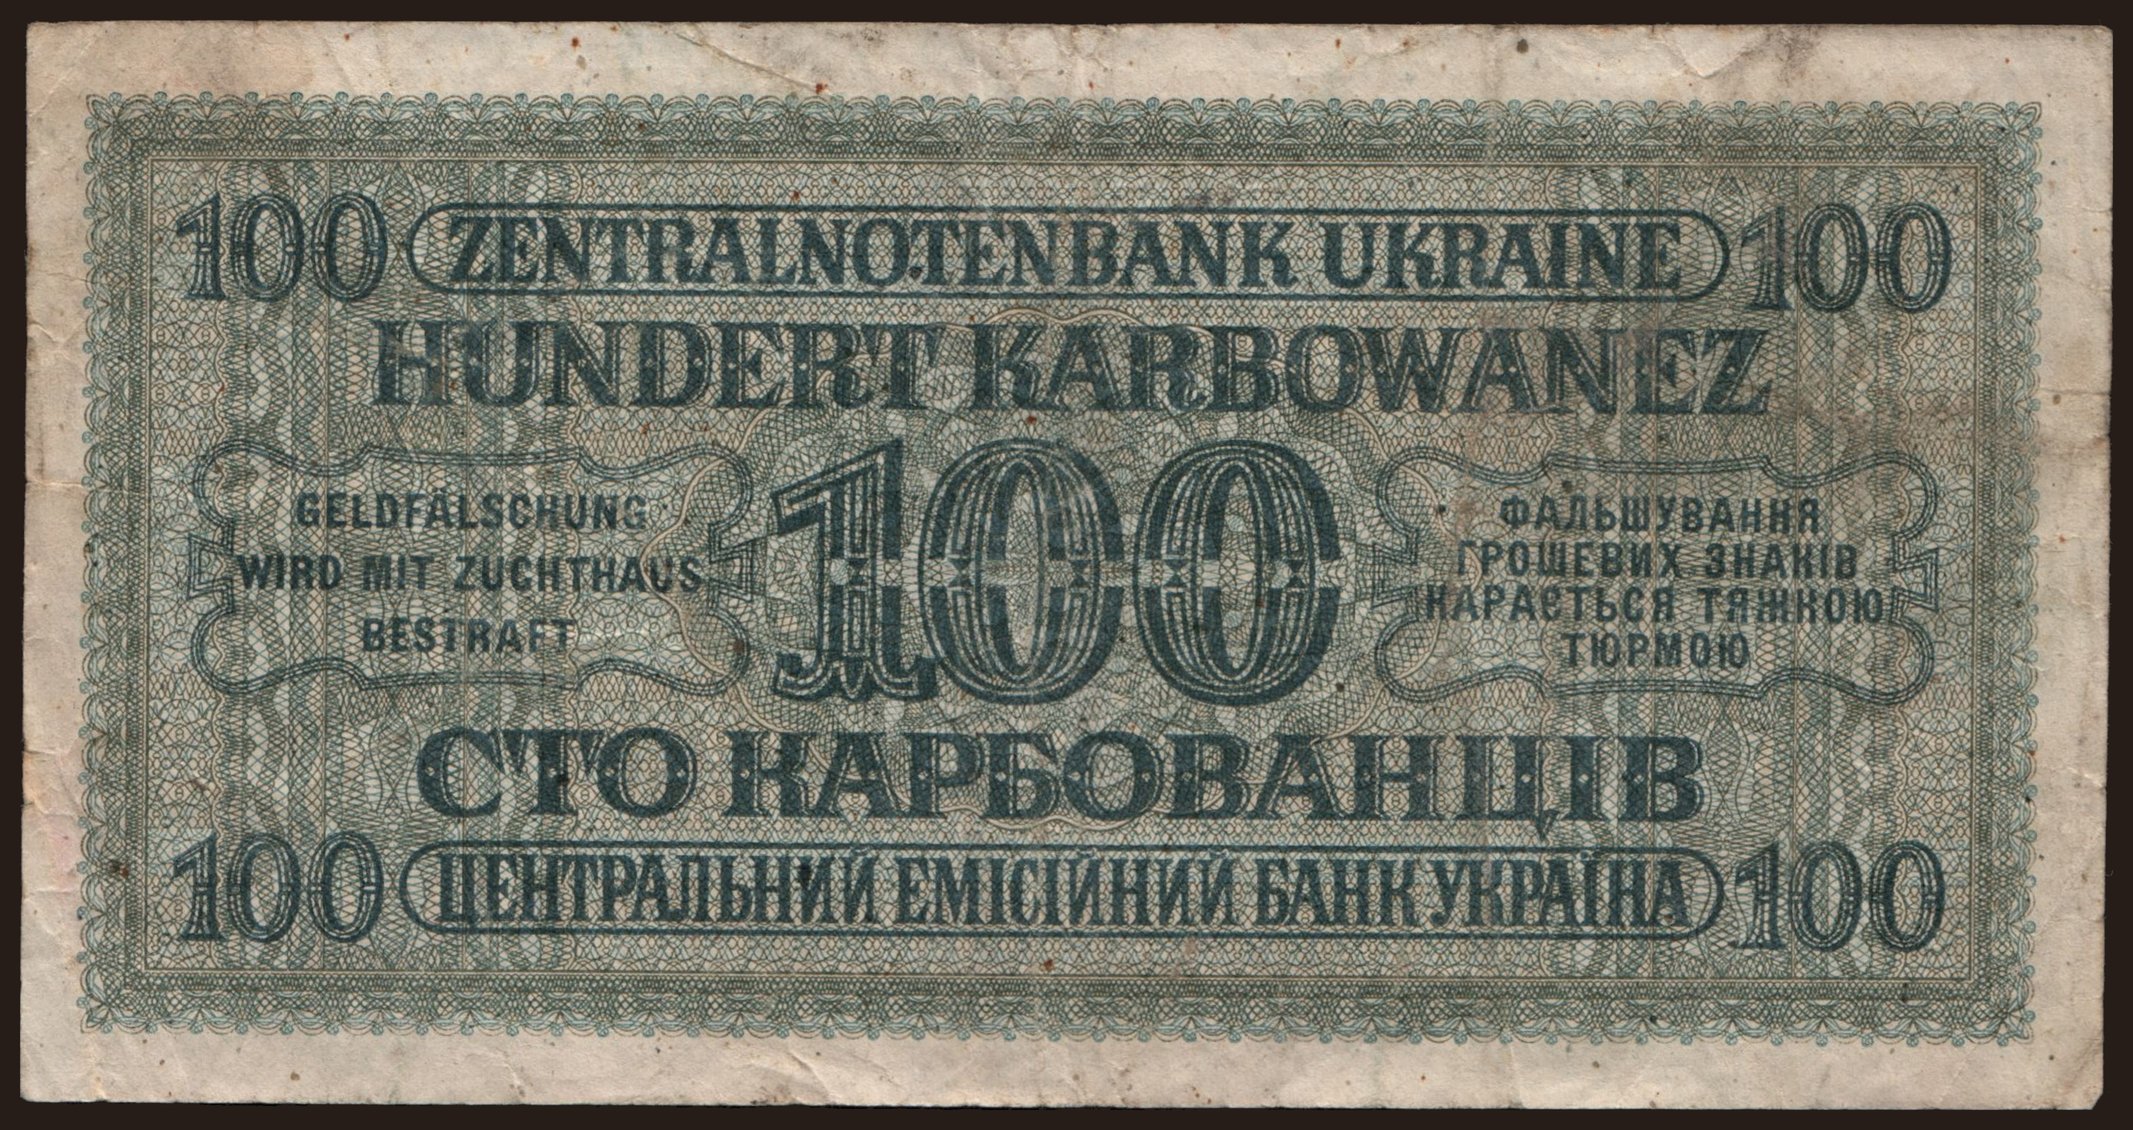 100 ZENTRALNOTENBANK UKRAINE 100
HUNDERT KARBOWANEZ
GELDFÄLSCHUNG
WIRD MIT ZUCHTHAUS
BESTRAFT
100
ФАЛЬШУВАННЯ
ГРОШЕВИХ ЗНАКІВ
КАРАЄТЬСЯ ТЯЖКОЮ
ТЮРМОЮ
СТО КАРБОВАНЦІВ
100 ЦЕНТРАЛЬНИЙ ЕМІСІЙНИЙ БАНК УКРАЇНА 100